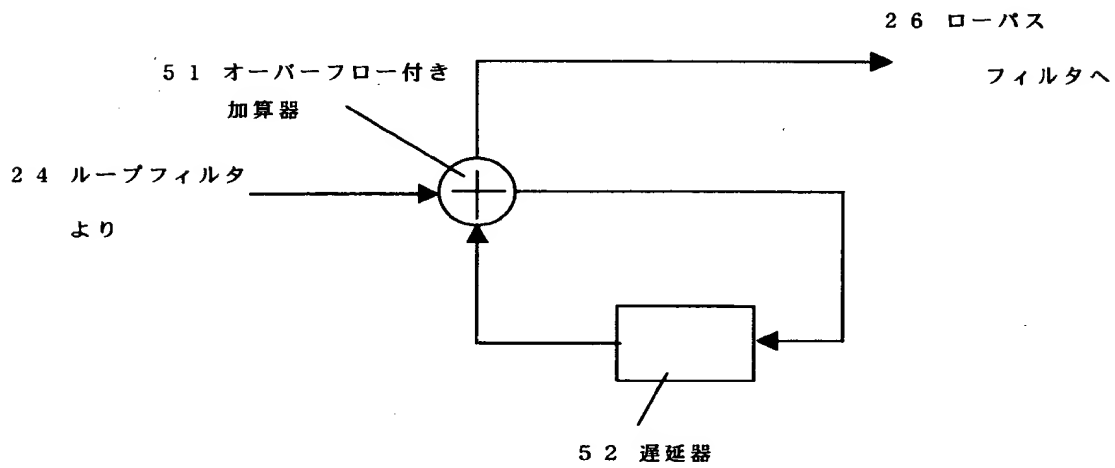 26 ローパス
フィルタへ
51 オーバーフロー付き
加算器
24 ループフィルタ
より
52 遅延器